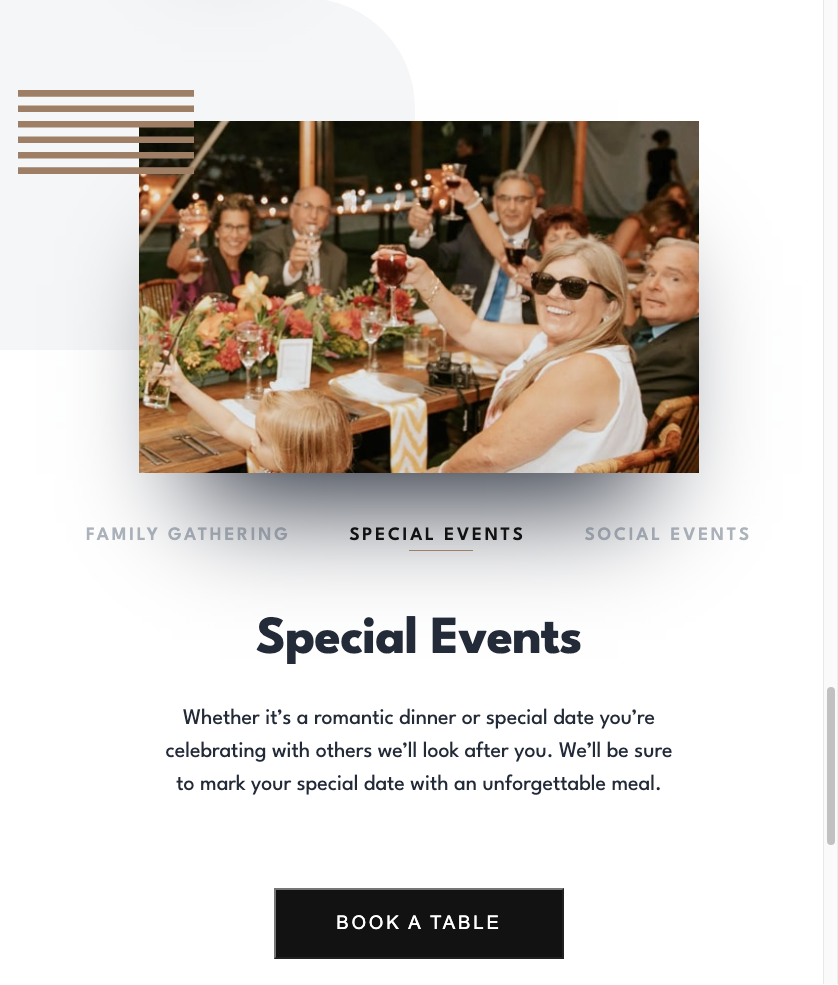 FAMILY GATHERING
SPECIAL EVENTS
SOCIAL EVENTS
Special Events
Whether it’s a romantic dinner or special date you’re
celebrating with others we’ll look after you. We’ll be sure
to mark your special date with an unforgettable meal.
BOOK A TABLE